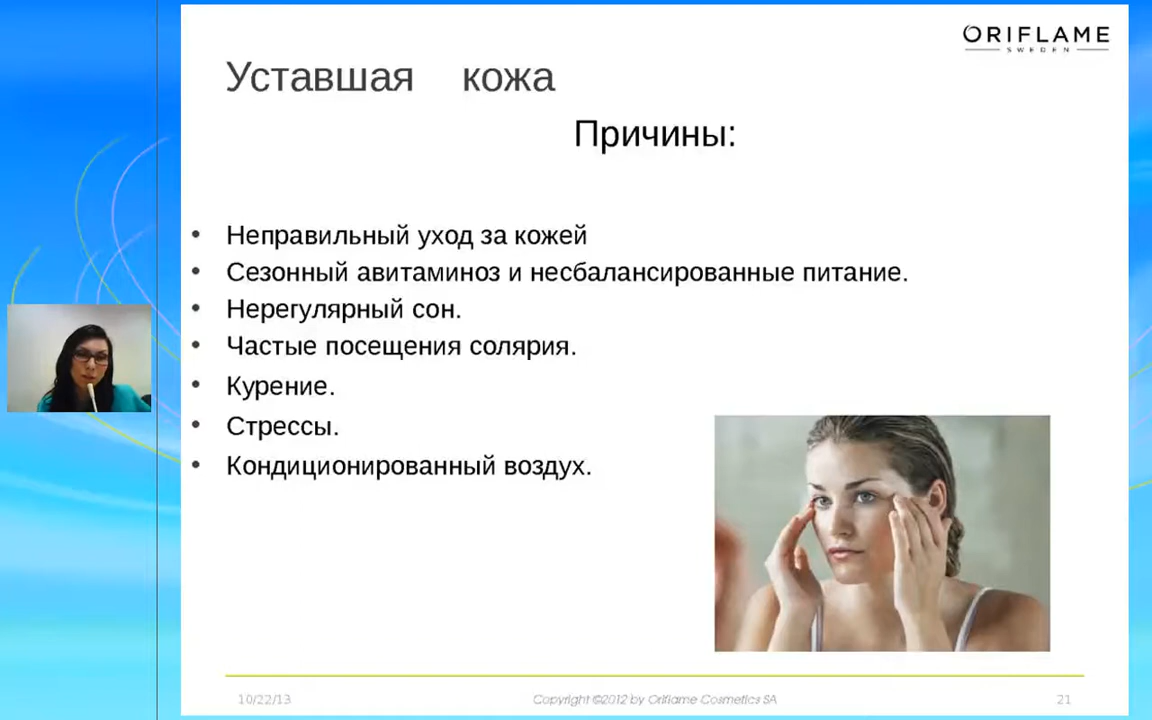 ORIFLAME
SWEDEN
Уставшая кожа
Причины:
• Неправильный уход за кожей
• Сезонный авитаминоз и несбалансированные питание.
• Нерегулярный сон.
• Частые посещения солярия.
• Курение.
• Стрессы.
• Кондиционированный воздух.
10/22/13 Copyright ©2012 by Oriflame Cosmetics SA 21